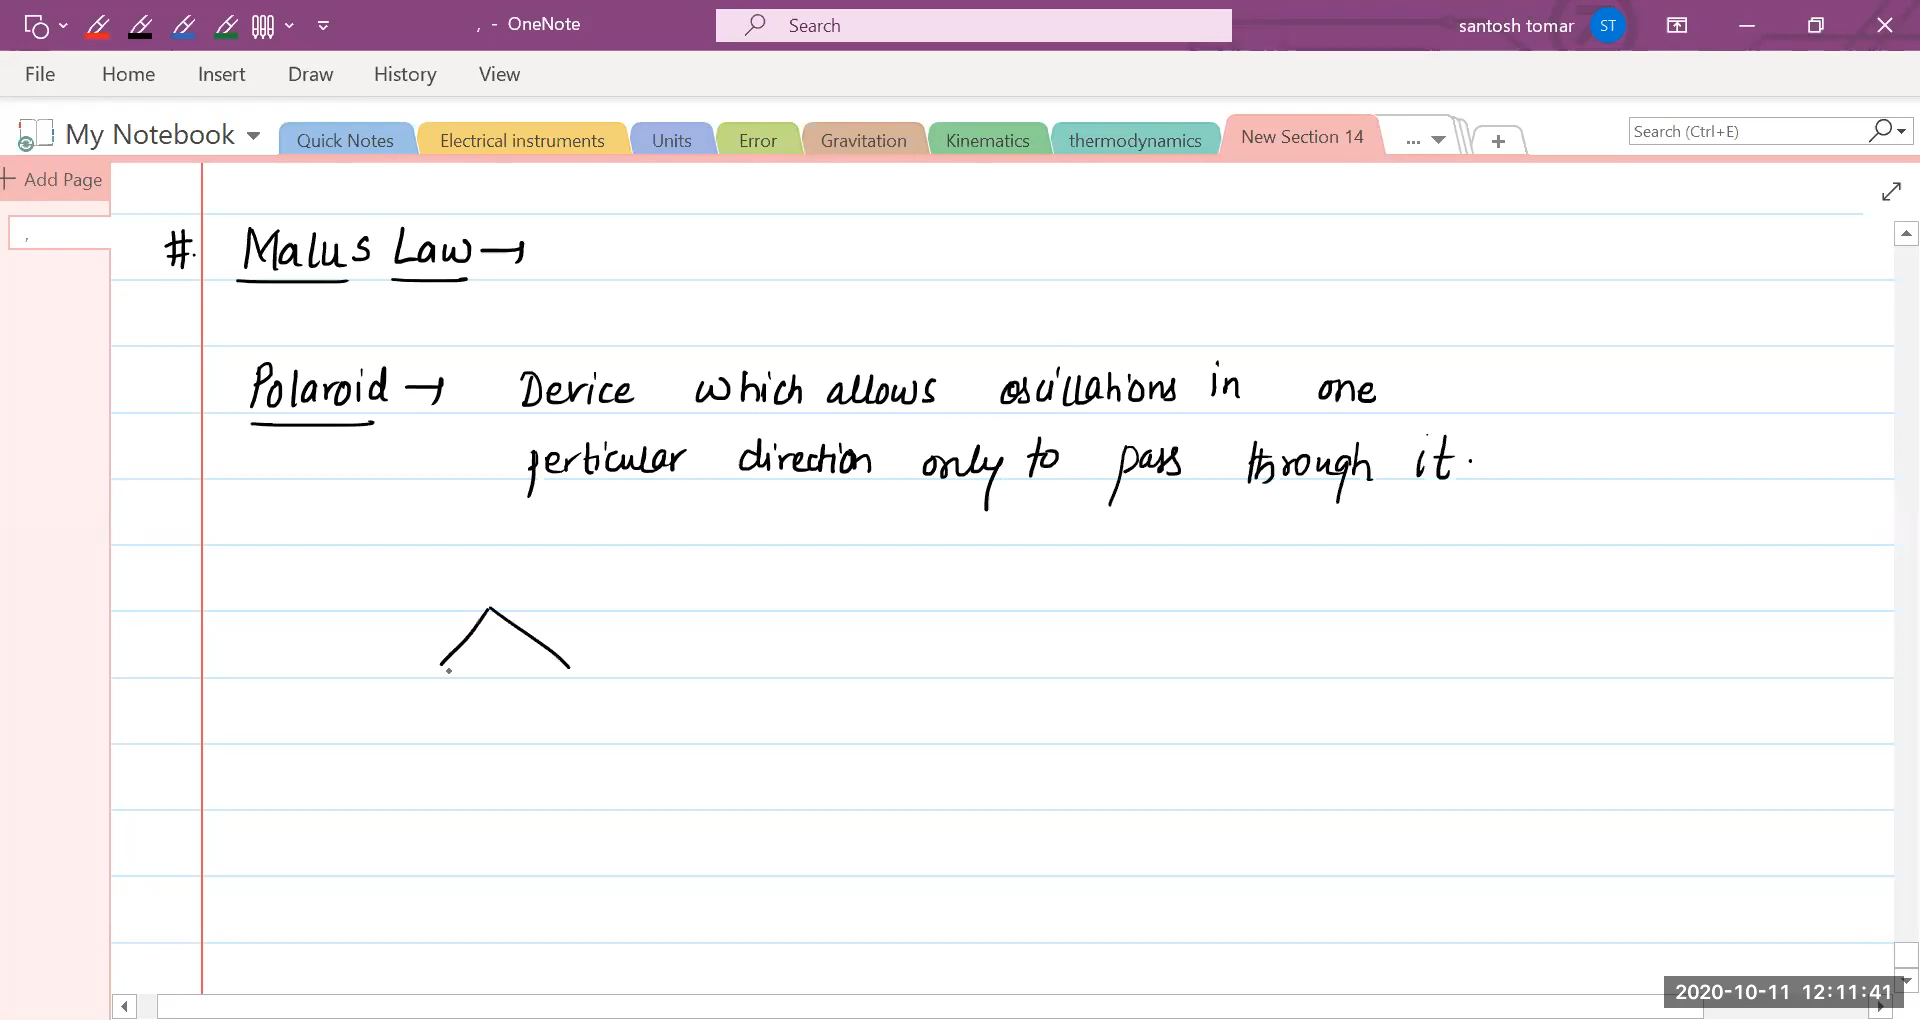 , - OneNote
Search
santosh tomar ST
File Home Insert Draw History View
My Notebook Quick Notes Electrical instruments Units Error Gravitation Kinematics thermodynamics New Section 14 ... +
Search (Ctrl+E)
+ Add Page
,
#. Malus Law →
Polaroid → Device which allows oscillations in one
perticular direction only to pass through it.
2020-10-11 12:11:41